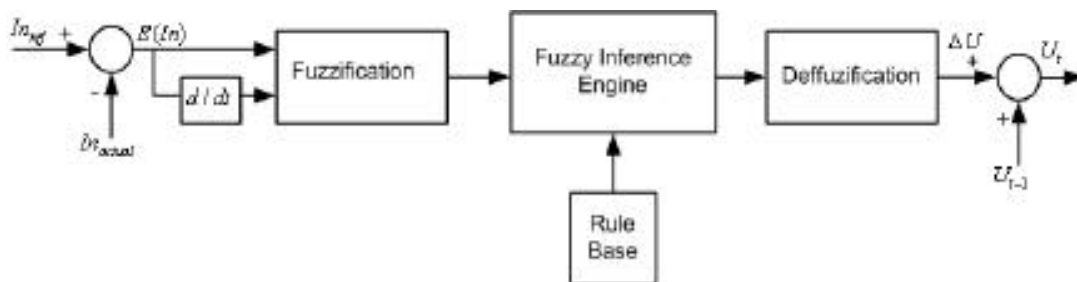 In_ref +
E(In)
-
In_actual
d / dt
Fuzzification
Fuzzy Inference
Engine
Rule
Base
Deffuzification
ΔU
+
U_t
+
U_t-1